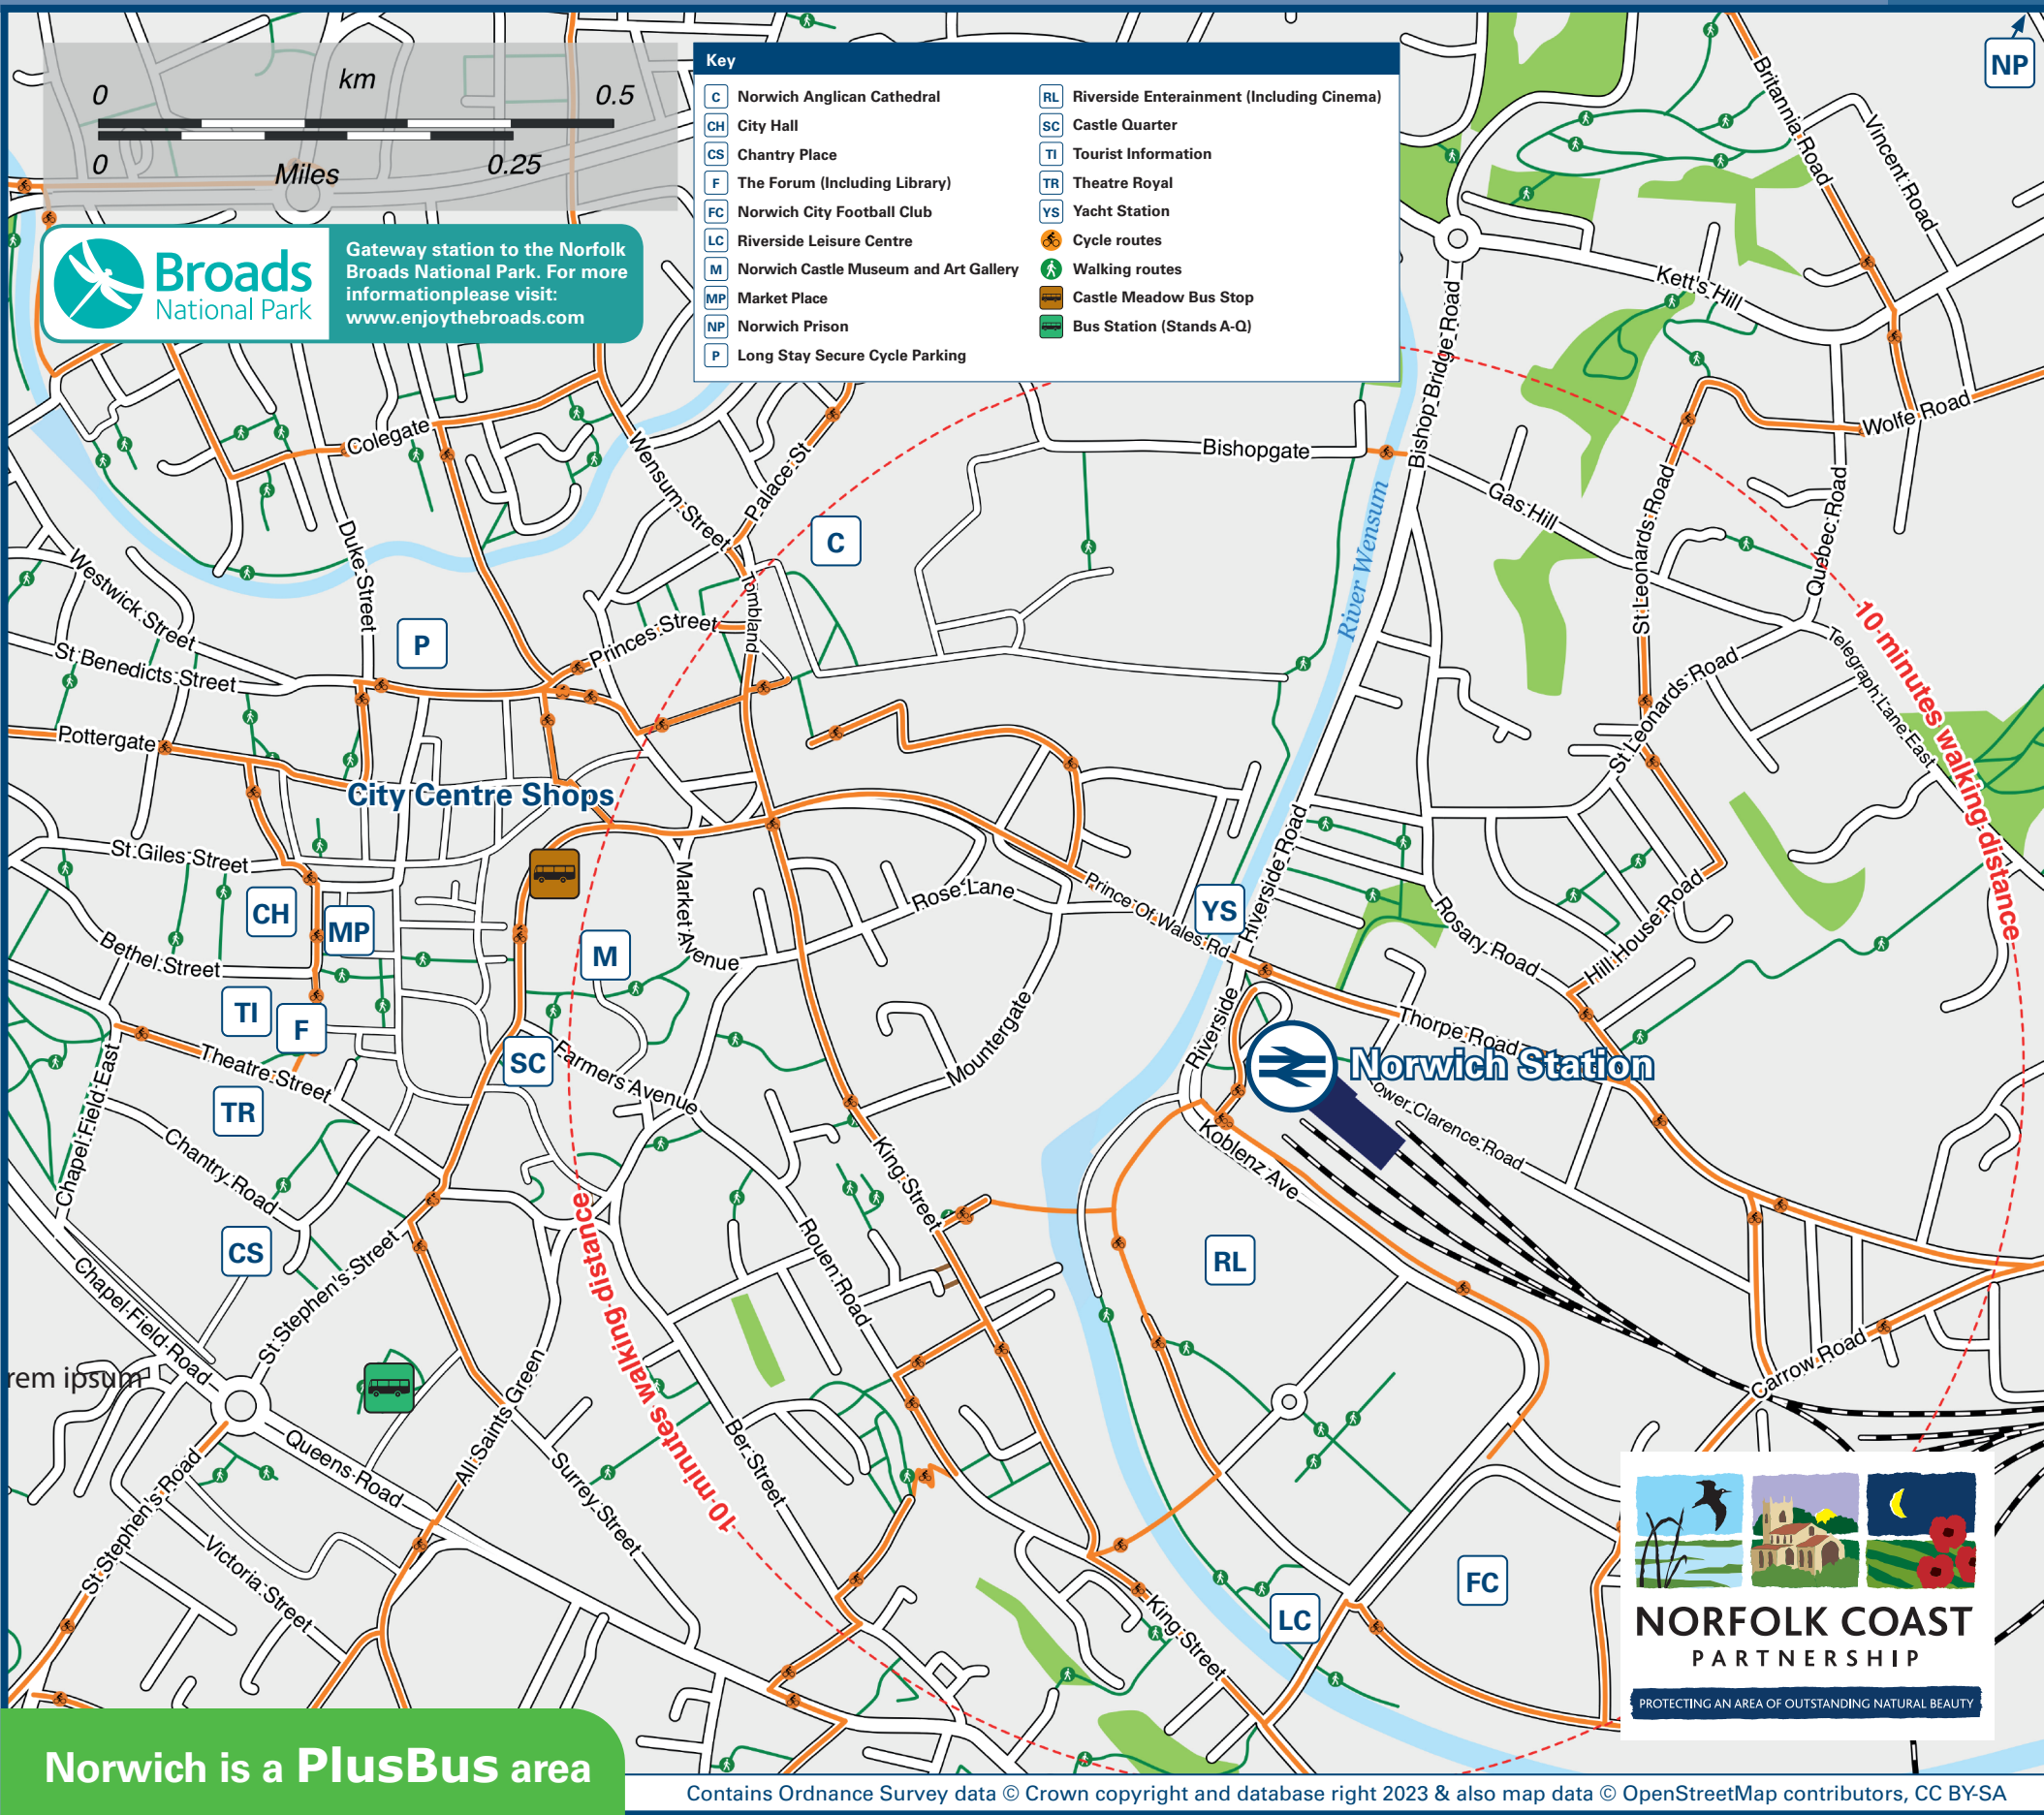 0 km 0.5
0 Miles 0.25
Broads
National Park
Gateway station to the Norfolk
Broads National Park. For more
informationplease visit:
www.enjoythebroads.com
Key
C Norwich Anglican Cathedral
CH City Hall
CS Chantry Place
F The Forum (Including Library)
FC Norwich City Football Club
LC Riverside Leisure Centre
M Norwich Castle Museum and Art Gallery
MP Market Place
NP Norwich Prison
P Long Stay Secure Cycle Parking
RL Riverside Enterainment (Including Cinema)
SC Castle Quarter
TI Tourist Information
TR Theatre Royal
YS Yacht Station
Cycle routes
Walking routes
Castle Meadow Bus Stop
Bus Station (Stands A-Q)
NP
Britannia Road
Vincent Road
Kett's Hill
Bishop Bridge Road
Wolfe Road
Colegate
Wensum Street
Palace St
Bishopgate
Gas Hill
St Leonards Road
Quebec Road
River Wensum
C
Duke Street
Westwick Street
Tombland
Princes Street
P
St Benedicts Street
10 minutes walking distance
Telegraph Lane East
St Leonards Road
Pottergate
City Centre Shops
St Giles Street
Market Avenue
Rose Lane
Prince Of Wales Rd
Riverside Road
YS
CH
MP
M
Rosary Road
Hill House Road
Bethel Street
TI
F
Theatre Street
SC
Farmers Avenue
Mountergate
Riverside
Thorpe Road
Norwich Station
ower Clarence Road
Chapel Field East
TR
Chantry Road
King Street
Koblenz Ave
CS
St Stephen's Street
Rouen Road
RL
10 minutes walking distance
Chapel Field Road
rem ipsum
Carrow Road
All Saints Green
Queens Road
Surrey Street
Ber Street
St Stephen's Road
Victoria Street
King Street
LC
FC
NORFOLK COAST
PARTNERSHIP
PROTECTING AN AREA OF OUTSTANDING NATURAL BEAUTY
Norwich is a PlusBus area
Contains Ordnance Survey data © Crown copyright and database right 2023 & also map data © OpenStreetMap contributors, CC BY-SA